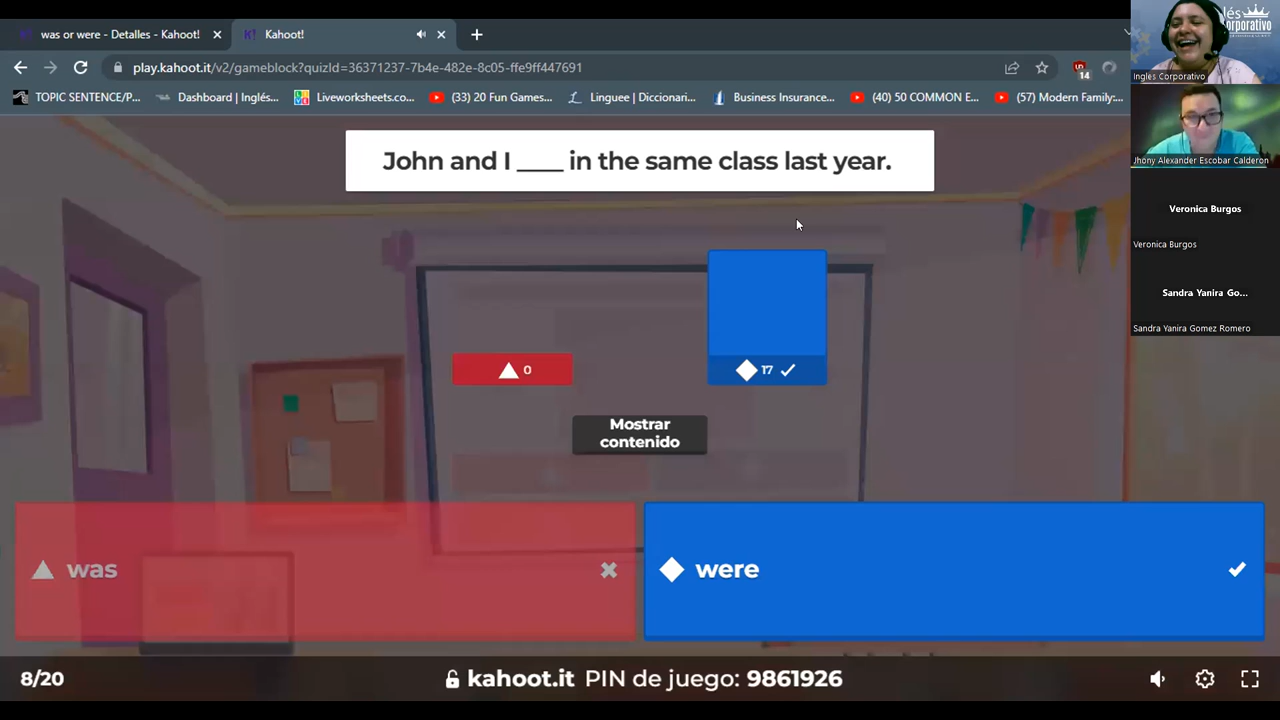 was or were - Detalles - Kahoot!
Kahoot!
play.kahoot.it/v2/gameblock?quizId=36371237-7b4e-482e-8c05-ffe9ff447691
14
TOPIC SENTENCE/P...
Dashboard | Inglés...
Liveworksheets.co...
(33) 20 Fun Games...
Linguee | Diccionari...
Business Insurance...
(40) 50 COMMON E...
(57) Modern Family:...
Ingles Corporativo
Jhony Alexander Escobar Calderon
Veronica Burgos
Veronica Burgos
Sandra Yanira Go...
Sandra Yanira Gomez Romero
John and I ____ in the same class last year.
0
17
Mostrar
contenido
was
were
8/20
kahoot.it PIN de juego: 9861926